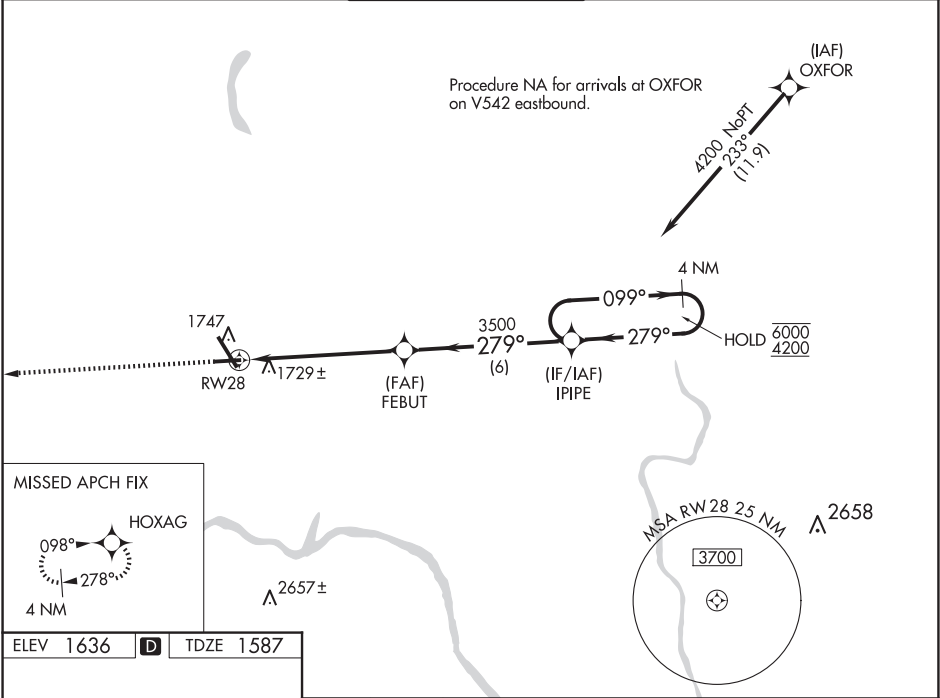 (IAF)
OXFOR
Procedure NA for arrivals at OXFOR
on V542 eastbound.
4200 NoPT
233°
(11.9)
4 NM
099°
279°
HOLD 6000
4200
1747
RW28
1729±
3500
279°
(6)
(FAF)
FEBUT
(IF/IAF)
IPIPE
MISSED APCH FIX
HOXAG
098°
278°
4 NM
2657±
MSA RW28 25 NM
3700
2658
ELEV 1636 D TDZE 1587